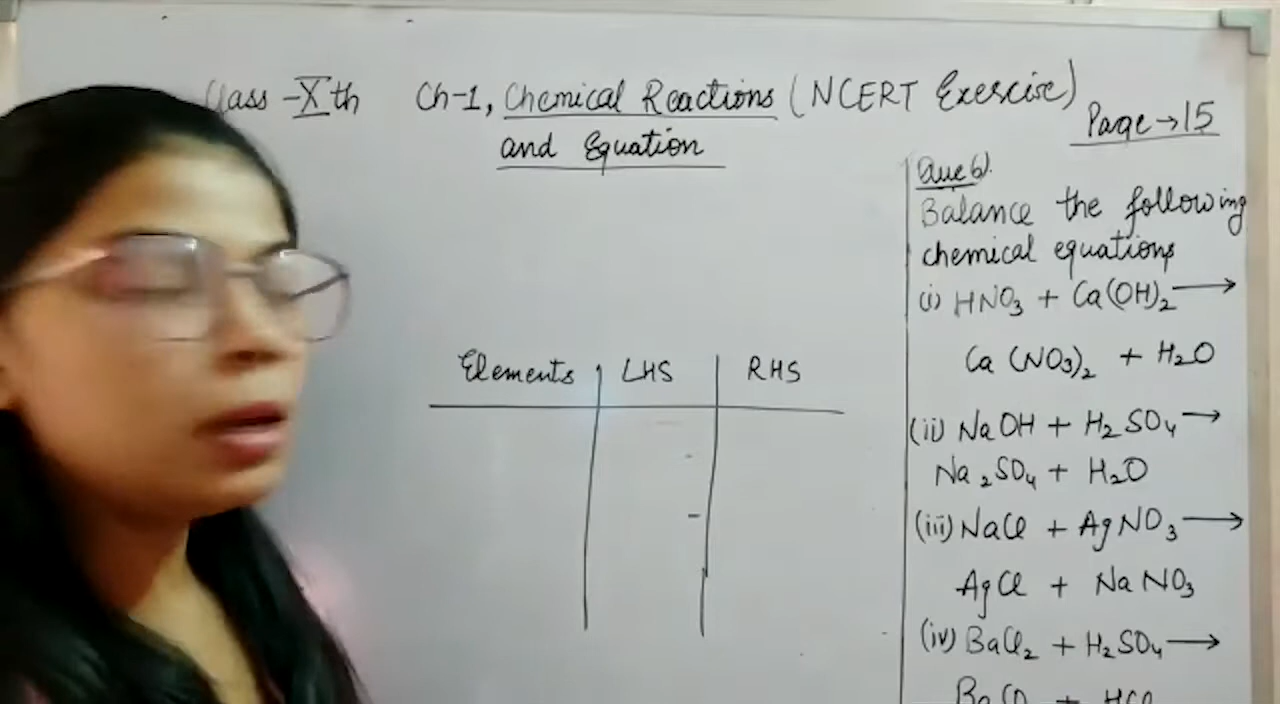 Class -Xth Ch-1, Chemical Reactions (NCERT Exercise)
and Equation
Page→15
Elements LHS RHS
Que 6).
Balance the following
chemical equations
(i) HNO₃ + Ca(OH)₂ ⟶
Ca (NO₃)₂ + H₂O
(ii) NaOH + H₂SO₄ →
Na₂SO₄ + H₂O
(iii) NaCl + AgNO₃ ⟶
AgCl + NaNO₃
(iv) BaCl₂ + H₂SO₄ ⟶
+ HCl